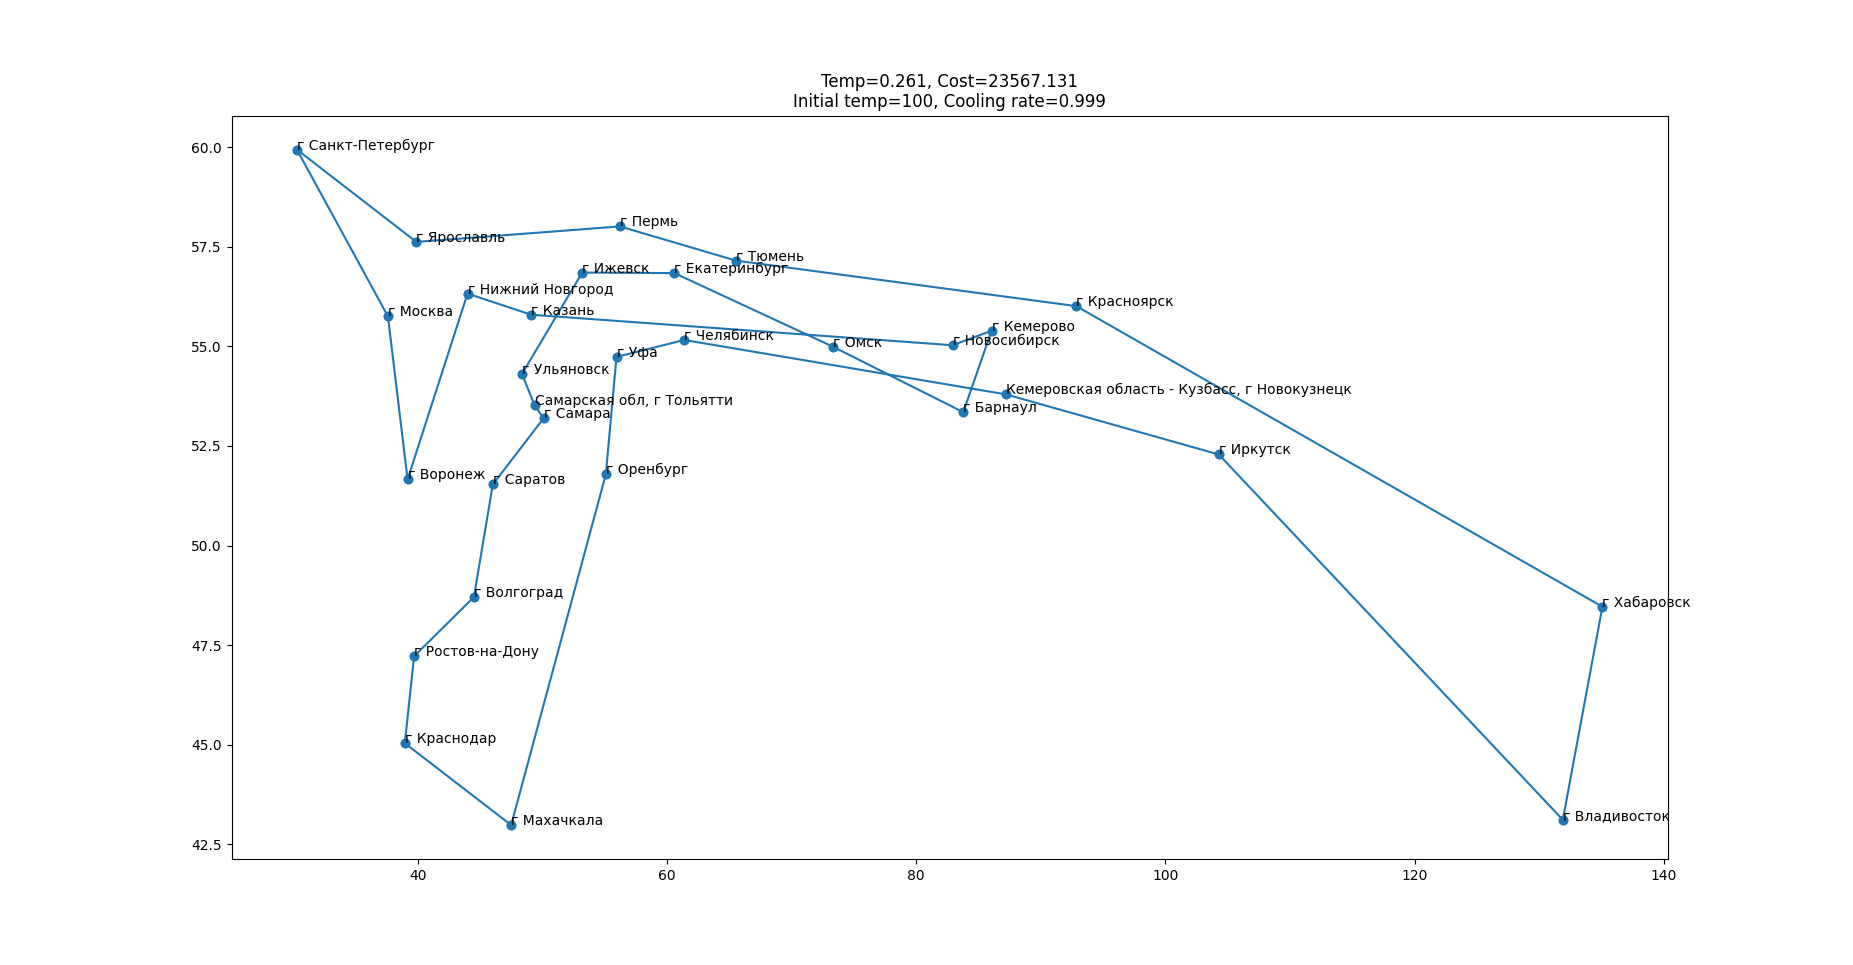 Temp=0.261, Cost=23567.131
Initial temp=100, Cooling rate=0.999
60.0
57.5
55.0
52.5
50.0
47.5
45.0
42.5
г Санкт-Петербург
г Пермь
г Ярославль
г Тюмень
г Ижевск
г Екатеринбург
г Нижний Новгород
г Красноярск
г Москва
г Казань
г Кемерово
г Челябинск
г Новосибирск
г Омск
г Уфа
г Ульяновск
Кемеровская область - Кузбасс, г Новокузнецк
Самарская обл, г Тольятти
г Барнаул
г Самара
г Иркутск
г Оренбург
г Воронеж
г Саратов
г Хабаровск
г Волгоград
г Ростов-на-Дону
г Краснодар
г Владивосток
г Махачкала
40
60
80
100
120
140